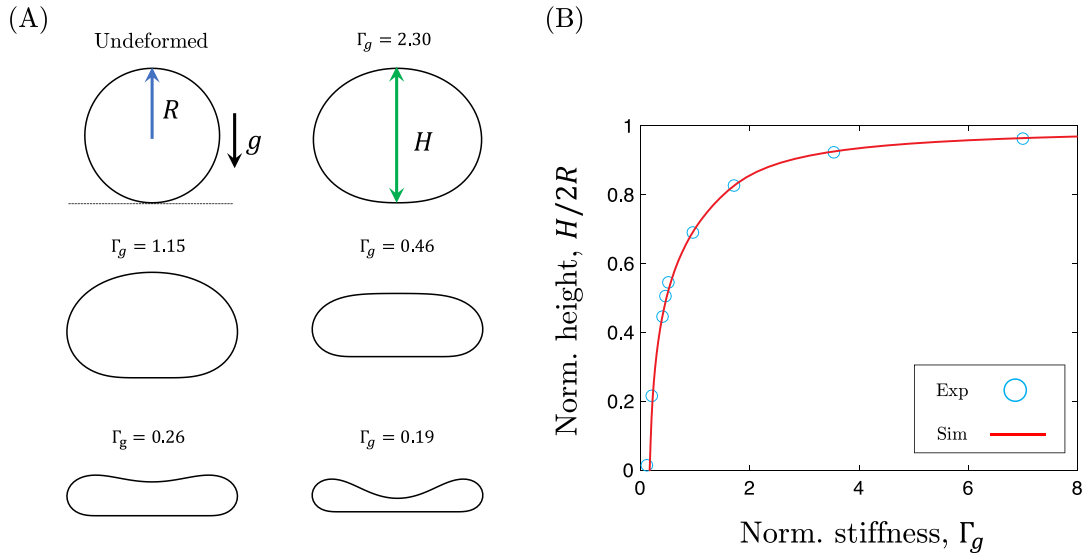 (A)
Undeformed
R
g
Γg = 2.30
H
Γg = 1.15
Γg = 0.46
Γg = 0.26
Γg = 0.19
(B)
Norm. height, H/2R
1
0.8
0.6
0.4
0.2
0
0 2 4 6 8
Exp
Sim
Norm. stiffness, Γg